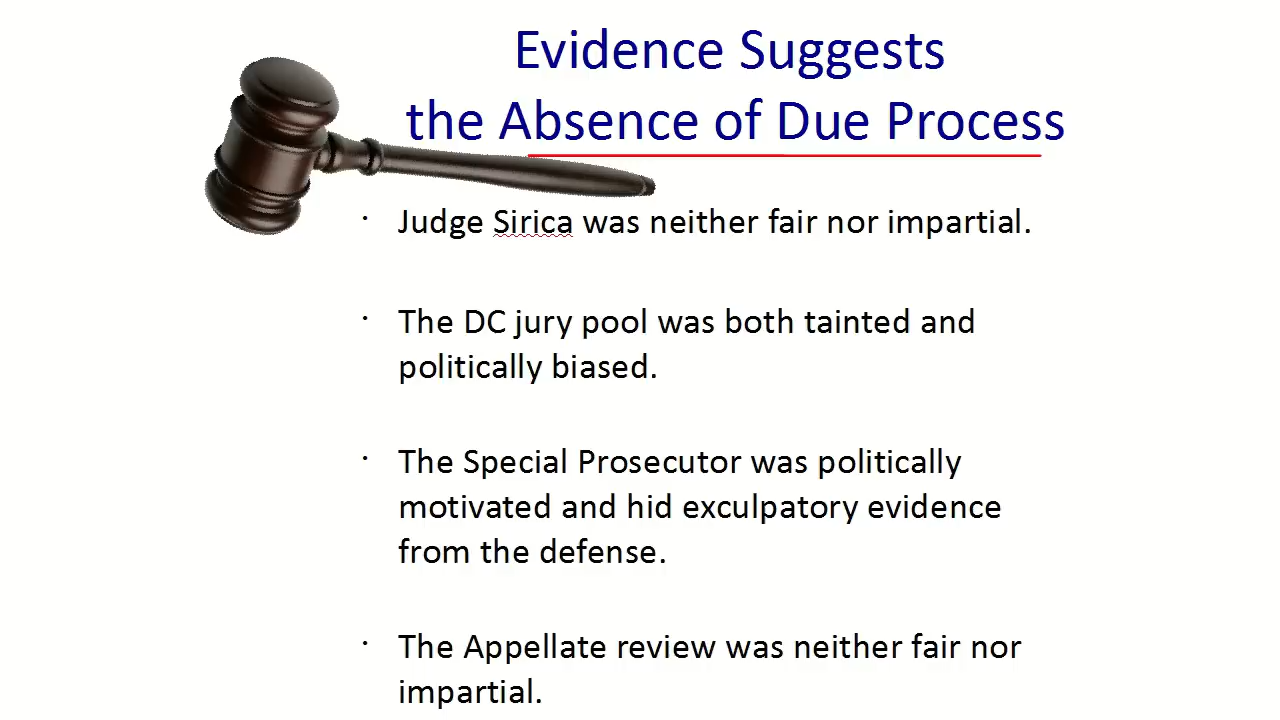 Evidence Suggests
the Absence of Due Process
· Judge Sirica was neither fair nor impartial.
· The DC jury pool was both tainted and
politically biased.
· The Special Prosecutor was politically
motivated and hid exculpatory evidence
from the defense.
· The Appellate review was neither fair nor
impartial.